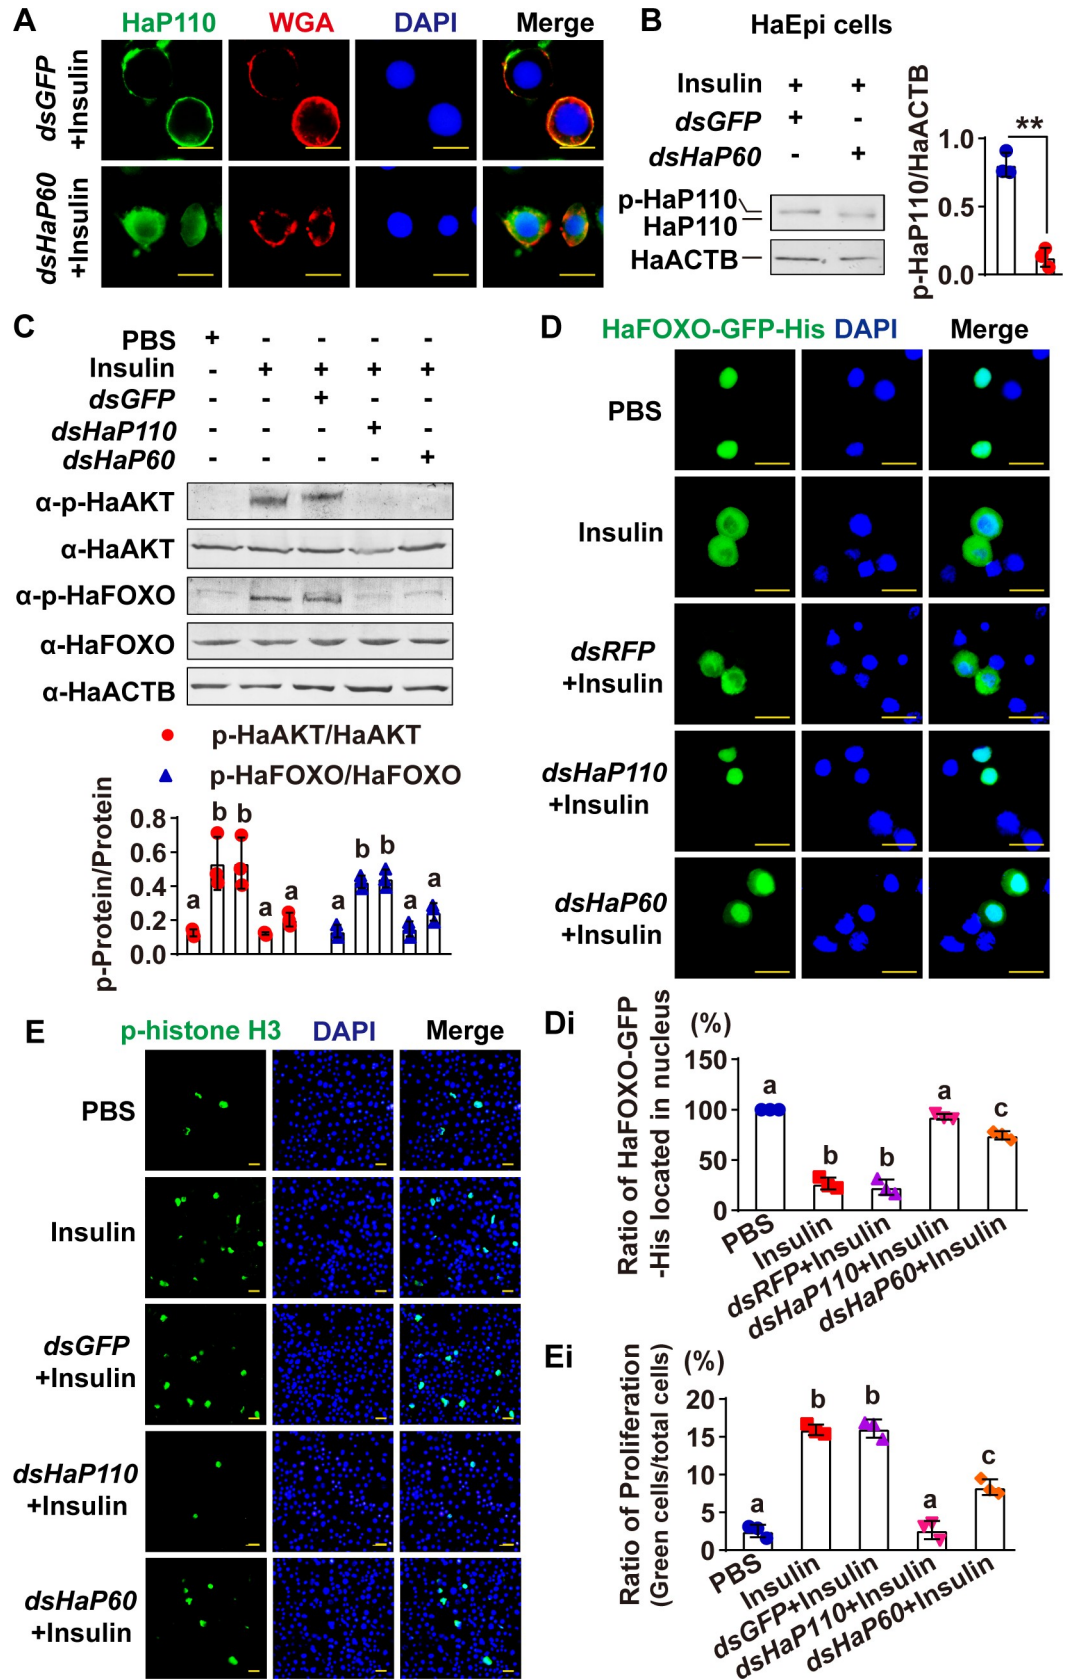 A
HaP110 WGA DAPI Merge
dsGFP
+Insulin
dsHaP60
+Insulin
B
HaEpi cells
Insulin + +
dsGFP + -
dsHaP60 - +
p-HaP110
HaP110
HaACTB
p-HaP110/HaACTB
1.0
0.5
0.0
**
C
PBS + - - - -
Insulin - + + + +
dsGFP - - + - -
dsHaP110 - - - + -
dsHaP60 - - - - +
α-p-HaAKT
α-HaAKT
α-p-HaFOXO
α-HaFOXO
α-HaACTB
p-HaAKT/HaAKT
p-HaFOXO/HaFOXO
p-Protein/Protein
0.8
0.6
0.4
0.2
0.0
a b b a a a b b a a
D
HaFOXO-GFP-His DAPI Merge
PBS
Insulin
dsRFP
+Insulin
dsHaP110
+Insulin
dsHaP60
+Insulin
Di
(%)
Ratio of HaFOXO-GFP
-His located in nucleus
150
100
50
0
a b b a c
PBS
Insulin
dsRFP+Insulin
dsHaP110+Insulin
dsHaP60+Insulin
E
p-histone H3 DAPI Merge
PBS
Insulin
dsGFP
+Insulin
dsHaP110
+Insulin
dsHaP60
+Insulin
Ei
(%)
Ratio of Proliferation
(Green cells/total cells)
20
15
10
5
0
a b b a c
PBS
Insulin
dsGFP+Insulin
dsHaP110+Insulin
dsHaP60+Insulin